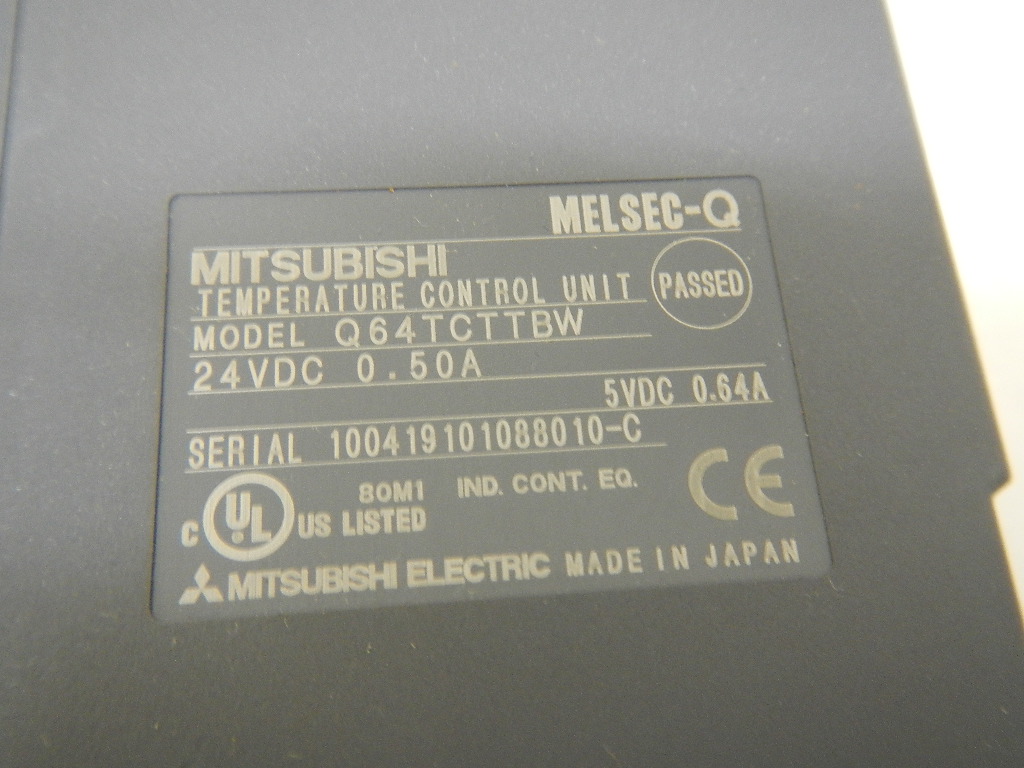 MELSEC-Q
MITSUBISHI
TEMPERATURE CONTROL UNIT
PASSED
MODEL Q64TCTTBW
24VDC 0.50A
5VDC 0.64A
SERIAL 100419101088010-C
80M1 IND. CONT. EQ.
C UL US LISTED
CE
MITSUBISHI ELECTRIC MADE IN JAPAN